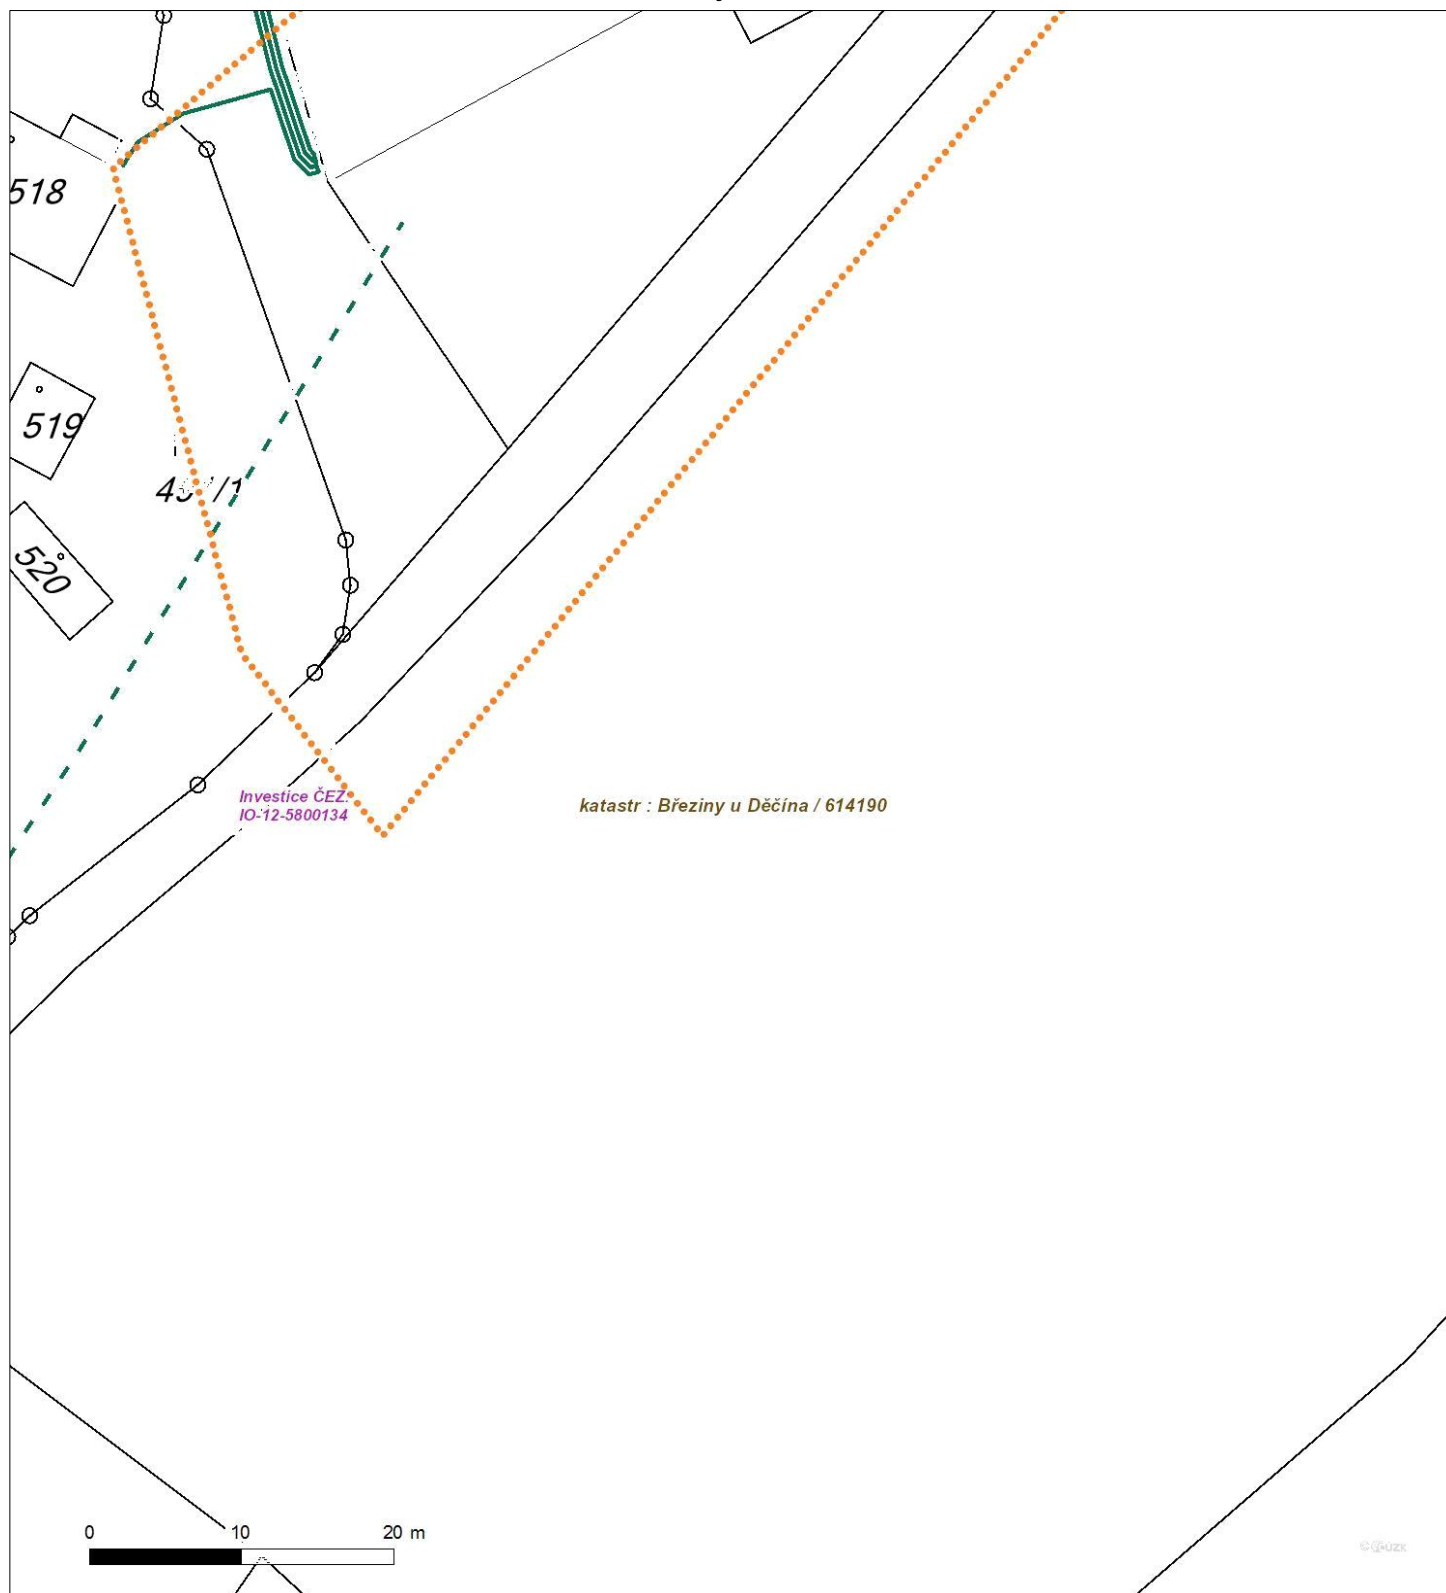 518
519
520
Investice ČEZ:
IO-12-5800134
katastr : Březiny u Děčína / 614190
0 10 20 m